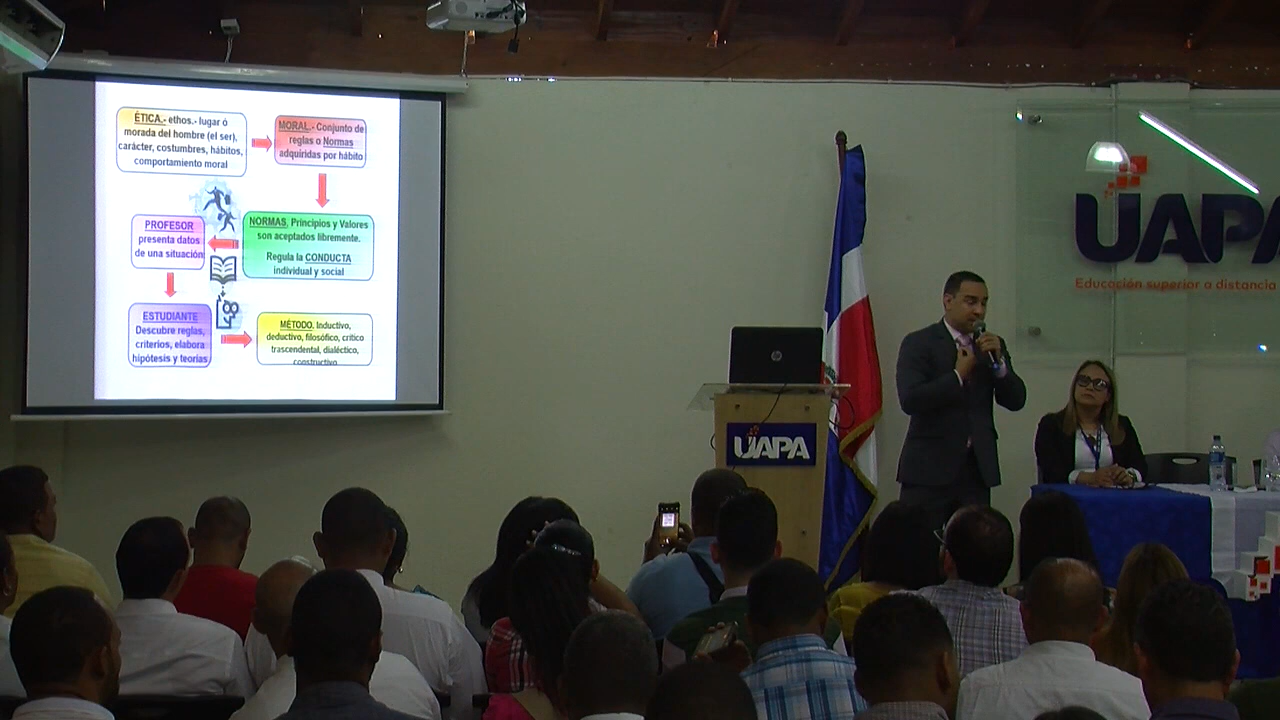 ÉTICA.- ethos.- lugar ó
morada del hombre (el ser),
carácter, costumbres, hábitos,
comportamiento moral
MORAL.- Conjunto de
reglas o Normas
adquiridas por hábito
PROFESOR
presenta datos
de una situación
NORMAS, Principios y Valores
son aceptados libremente.
Regula la CONDUCTA
individual y social
ESTUDIANTE
Descubre reglas,
criterios, elabora
hipótesis y teorías
MÉTODO. Inductivo,
deductivo, filosófico, crítico
trascendental, dialéctico,
constructivo
UAPA
UAPA
Educación superior a distancia
hp